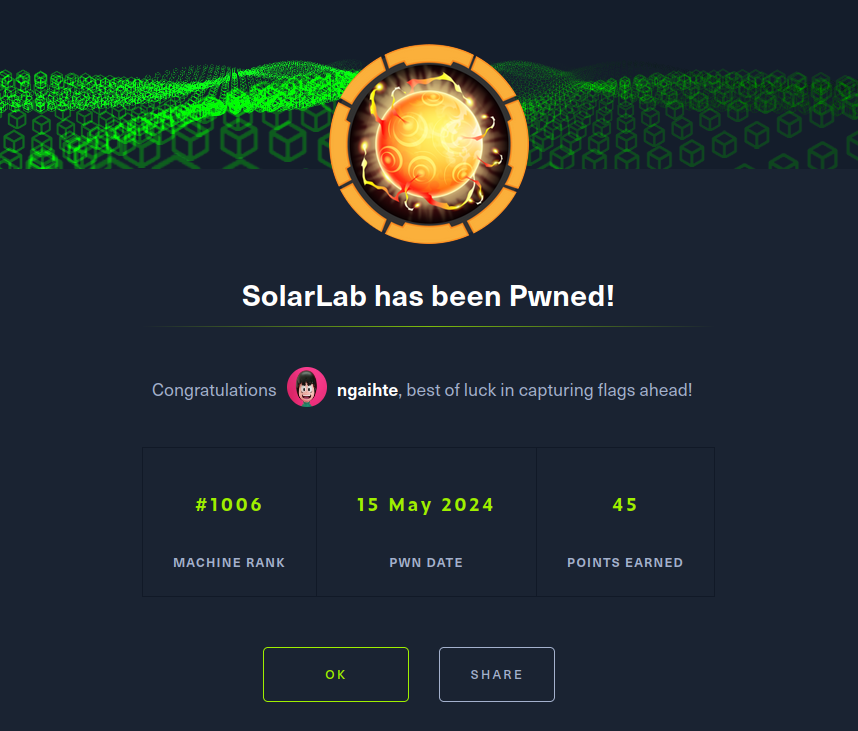 SolarLab has been Pwned!
Congratulations ngaihte, best of luck in capturing flags ahead!
#1006 15 May 2024 45
MACHINE RANK PWN DATE POINTS EARNED
OK SHARE